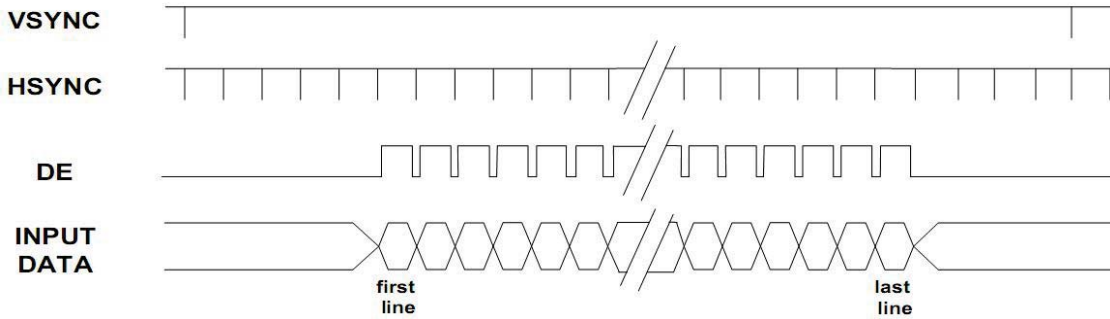 VSYNC
HSYNC
DE
INPUT
DATA
first
line
last
line